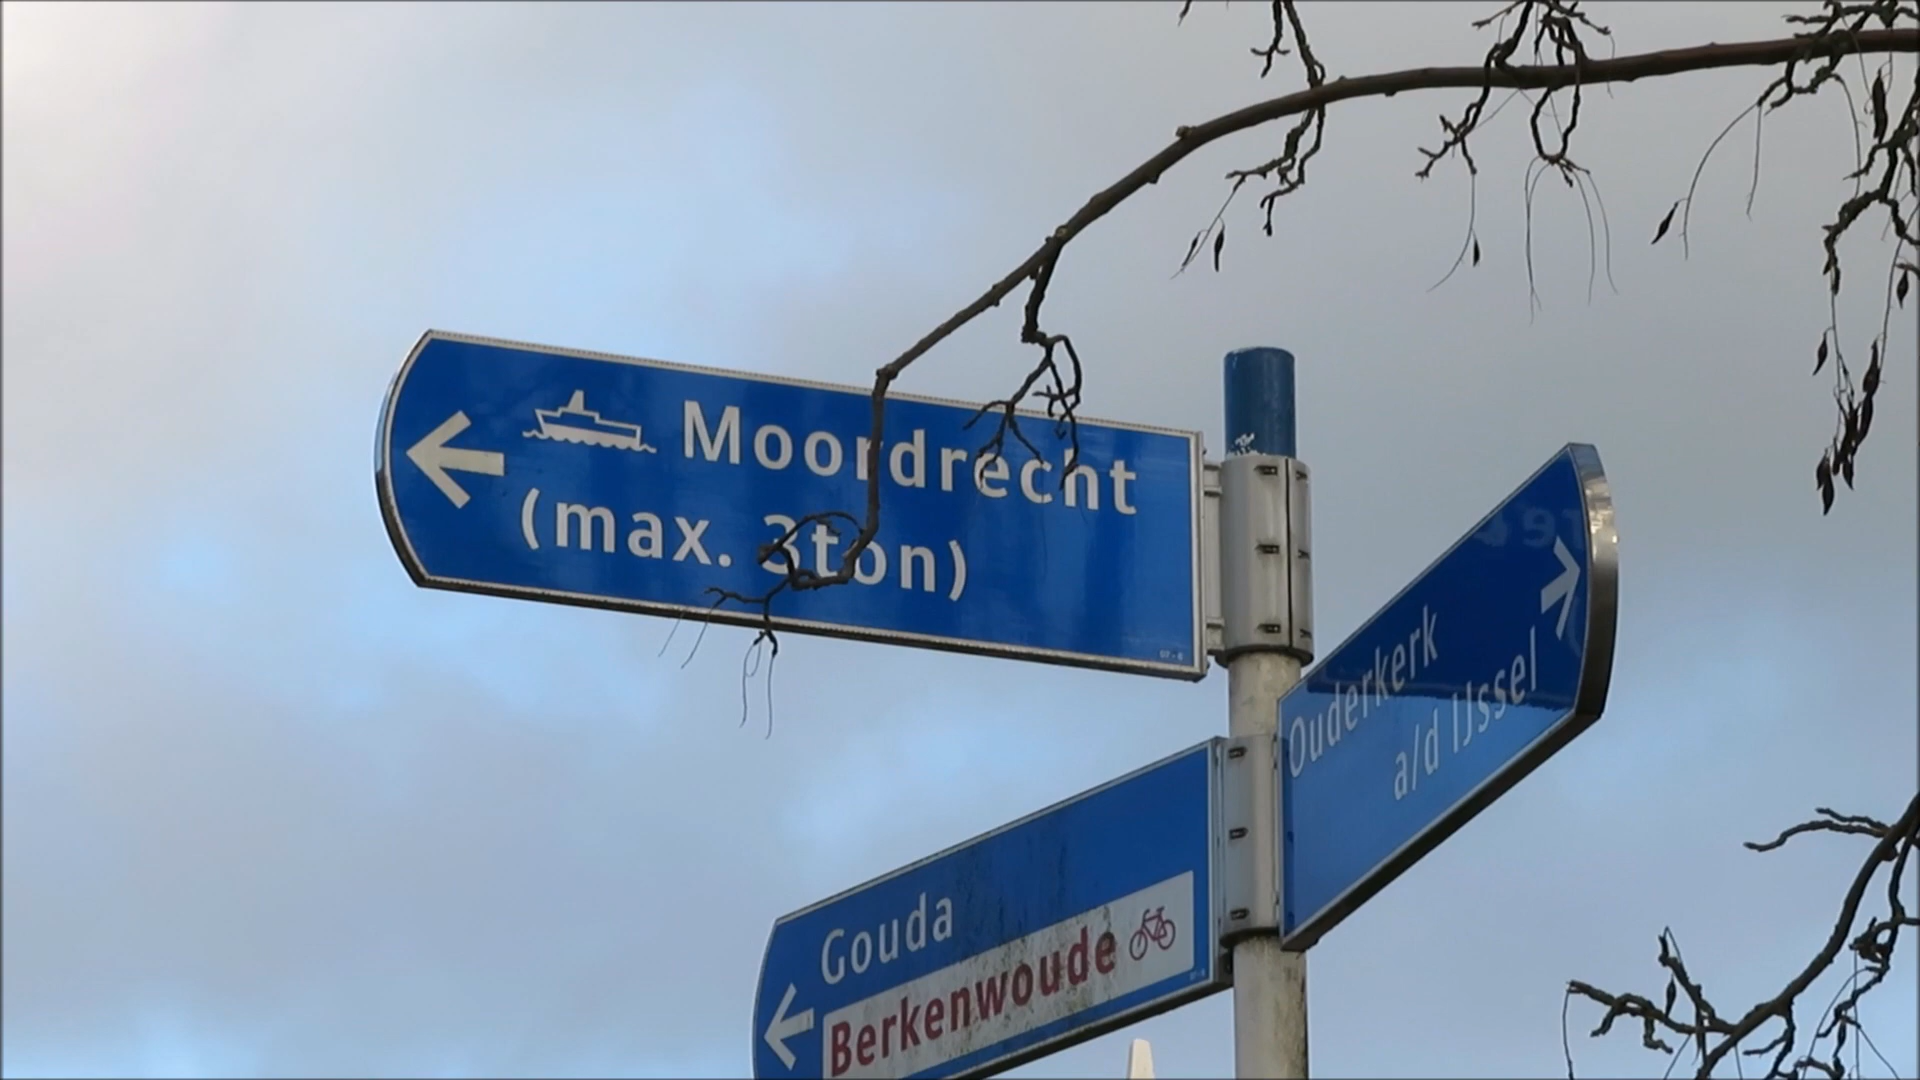 Moordrecht
(max. 3ton)
Ouderkerk
a/d IJssel
Gouda
Berkenwoude